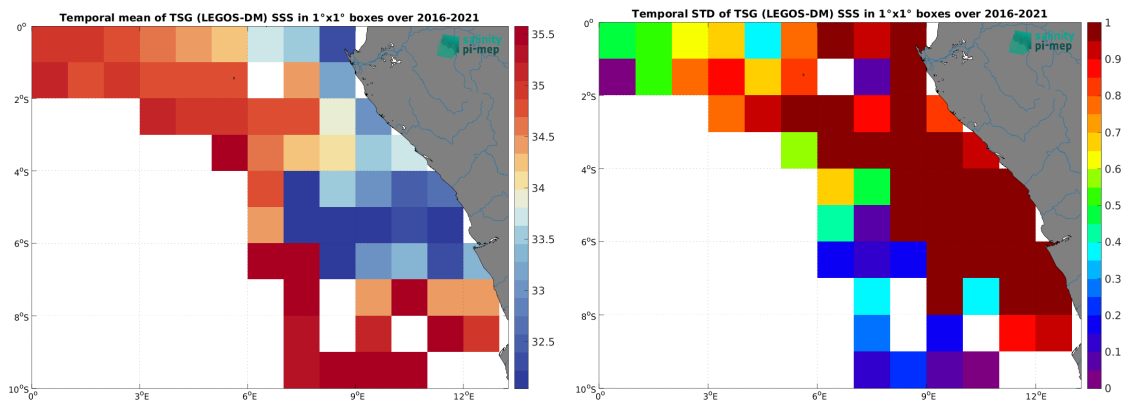 Temporal mean of TSG (LEGOS-DM) SSS in 1°x1° boxes over 2016-2021
0°
2°S
4°S
6°S
8°S
10°S
0°
3°E
6°E
9°E
12°E
salinity
pi-mep
35.5
35
34.5
34
33.5
33
32.5
Temporal STD of TSG (LEGOS-DM) SSS in 1°x1° boxes over 2016-2021
0°
2°S
4°S
6°S
8°S
10°S
0°
3°E
6°E
9°E
12°E
salinity
pi-mep
1
0.9
0.8
0.7
0.6
0.5
0.4
0.3
0.2
0.1
0